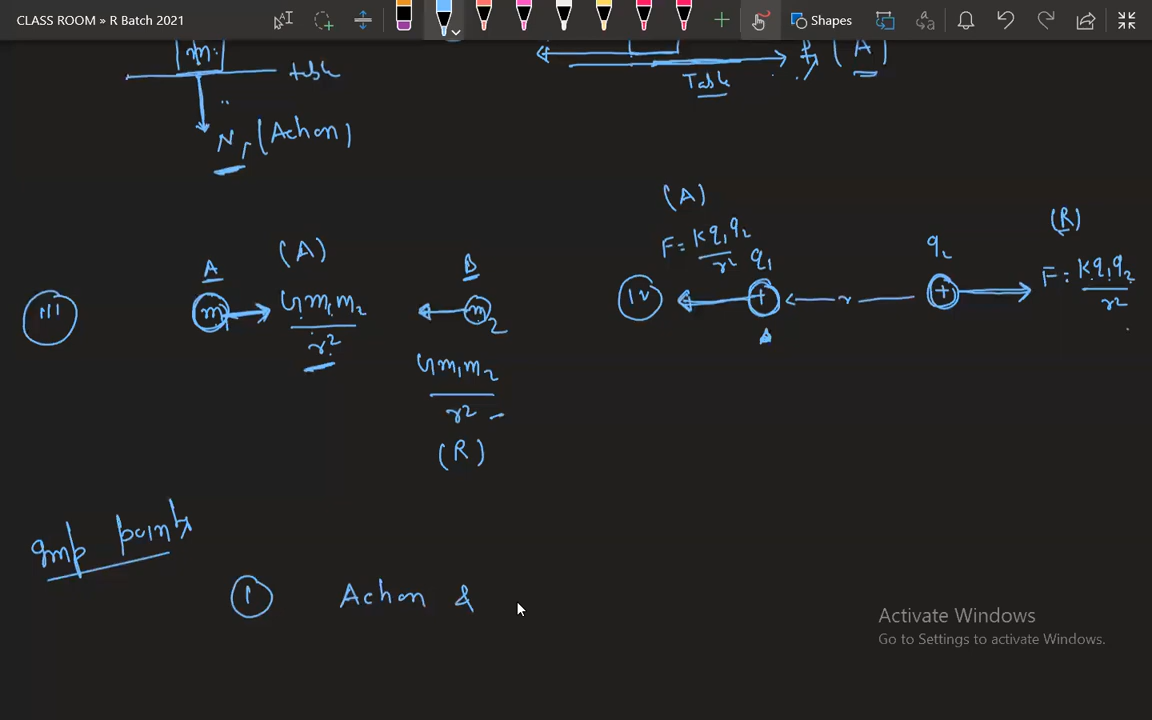 CLASS ROOM » R Batch 2021
Shapes
m
table
N, (Action)
f (A)
Table
(III)
A
m1
(A)
Gm1m2
r²
B
m2
Gm1m2
r²
(R)
(A)
F = Kq1q2
r²
(IV)
q1
+
r
A
q2
+
(R)
F = Kq1q2
r²
Imp points
(1) Action &
Activate Windows
Go to Settings to activate Windows.